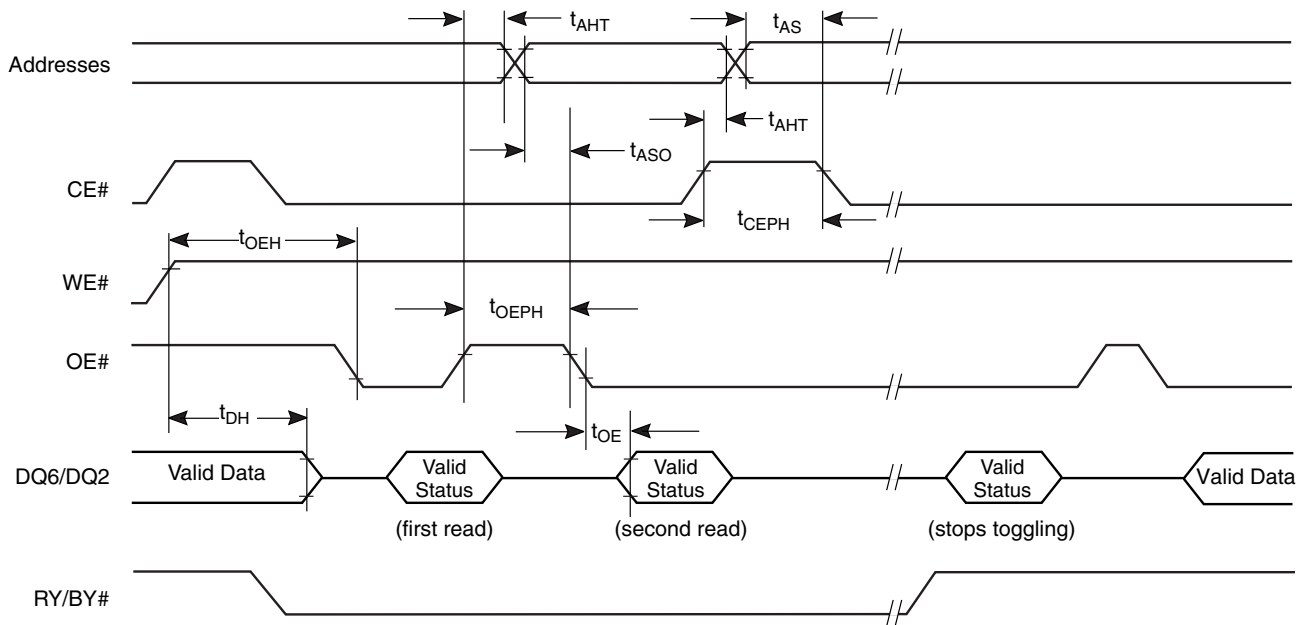 Addresses
tAHT
tAS
tAHT
tASO
CE#
tCEPH
tOEH
WE#
tOEPH
OE#
tDH
tOE
DQ6/DQ2
Valid Data
Valid
Status
Valid
Status
Valid
Status
Valid Data
(first read)
(second read)
(stops toggling)
RY/BY#